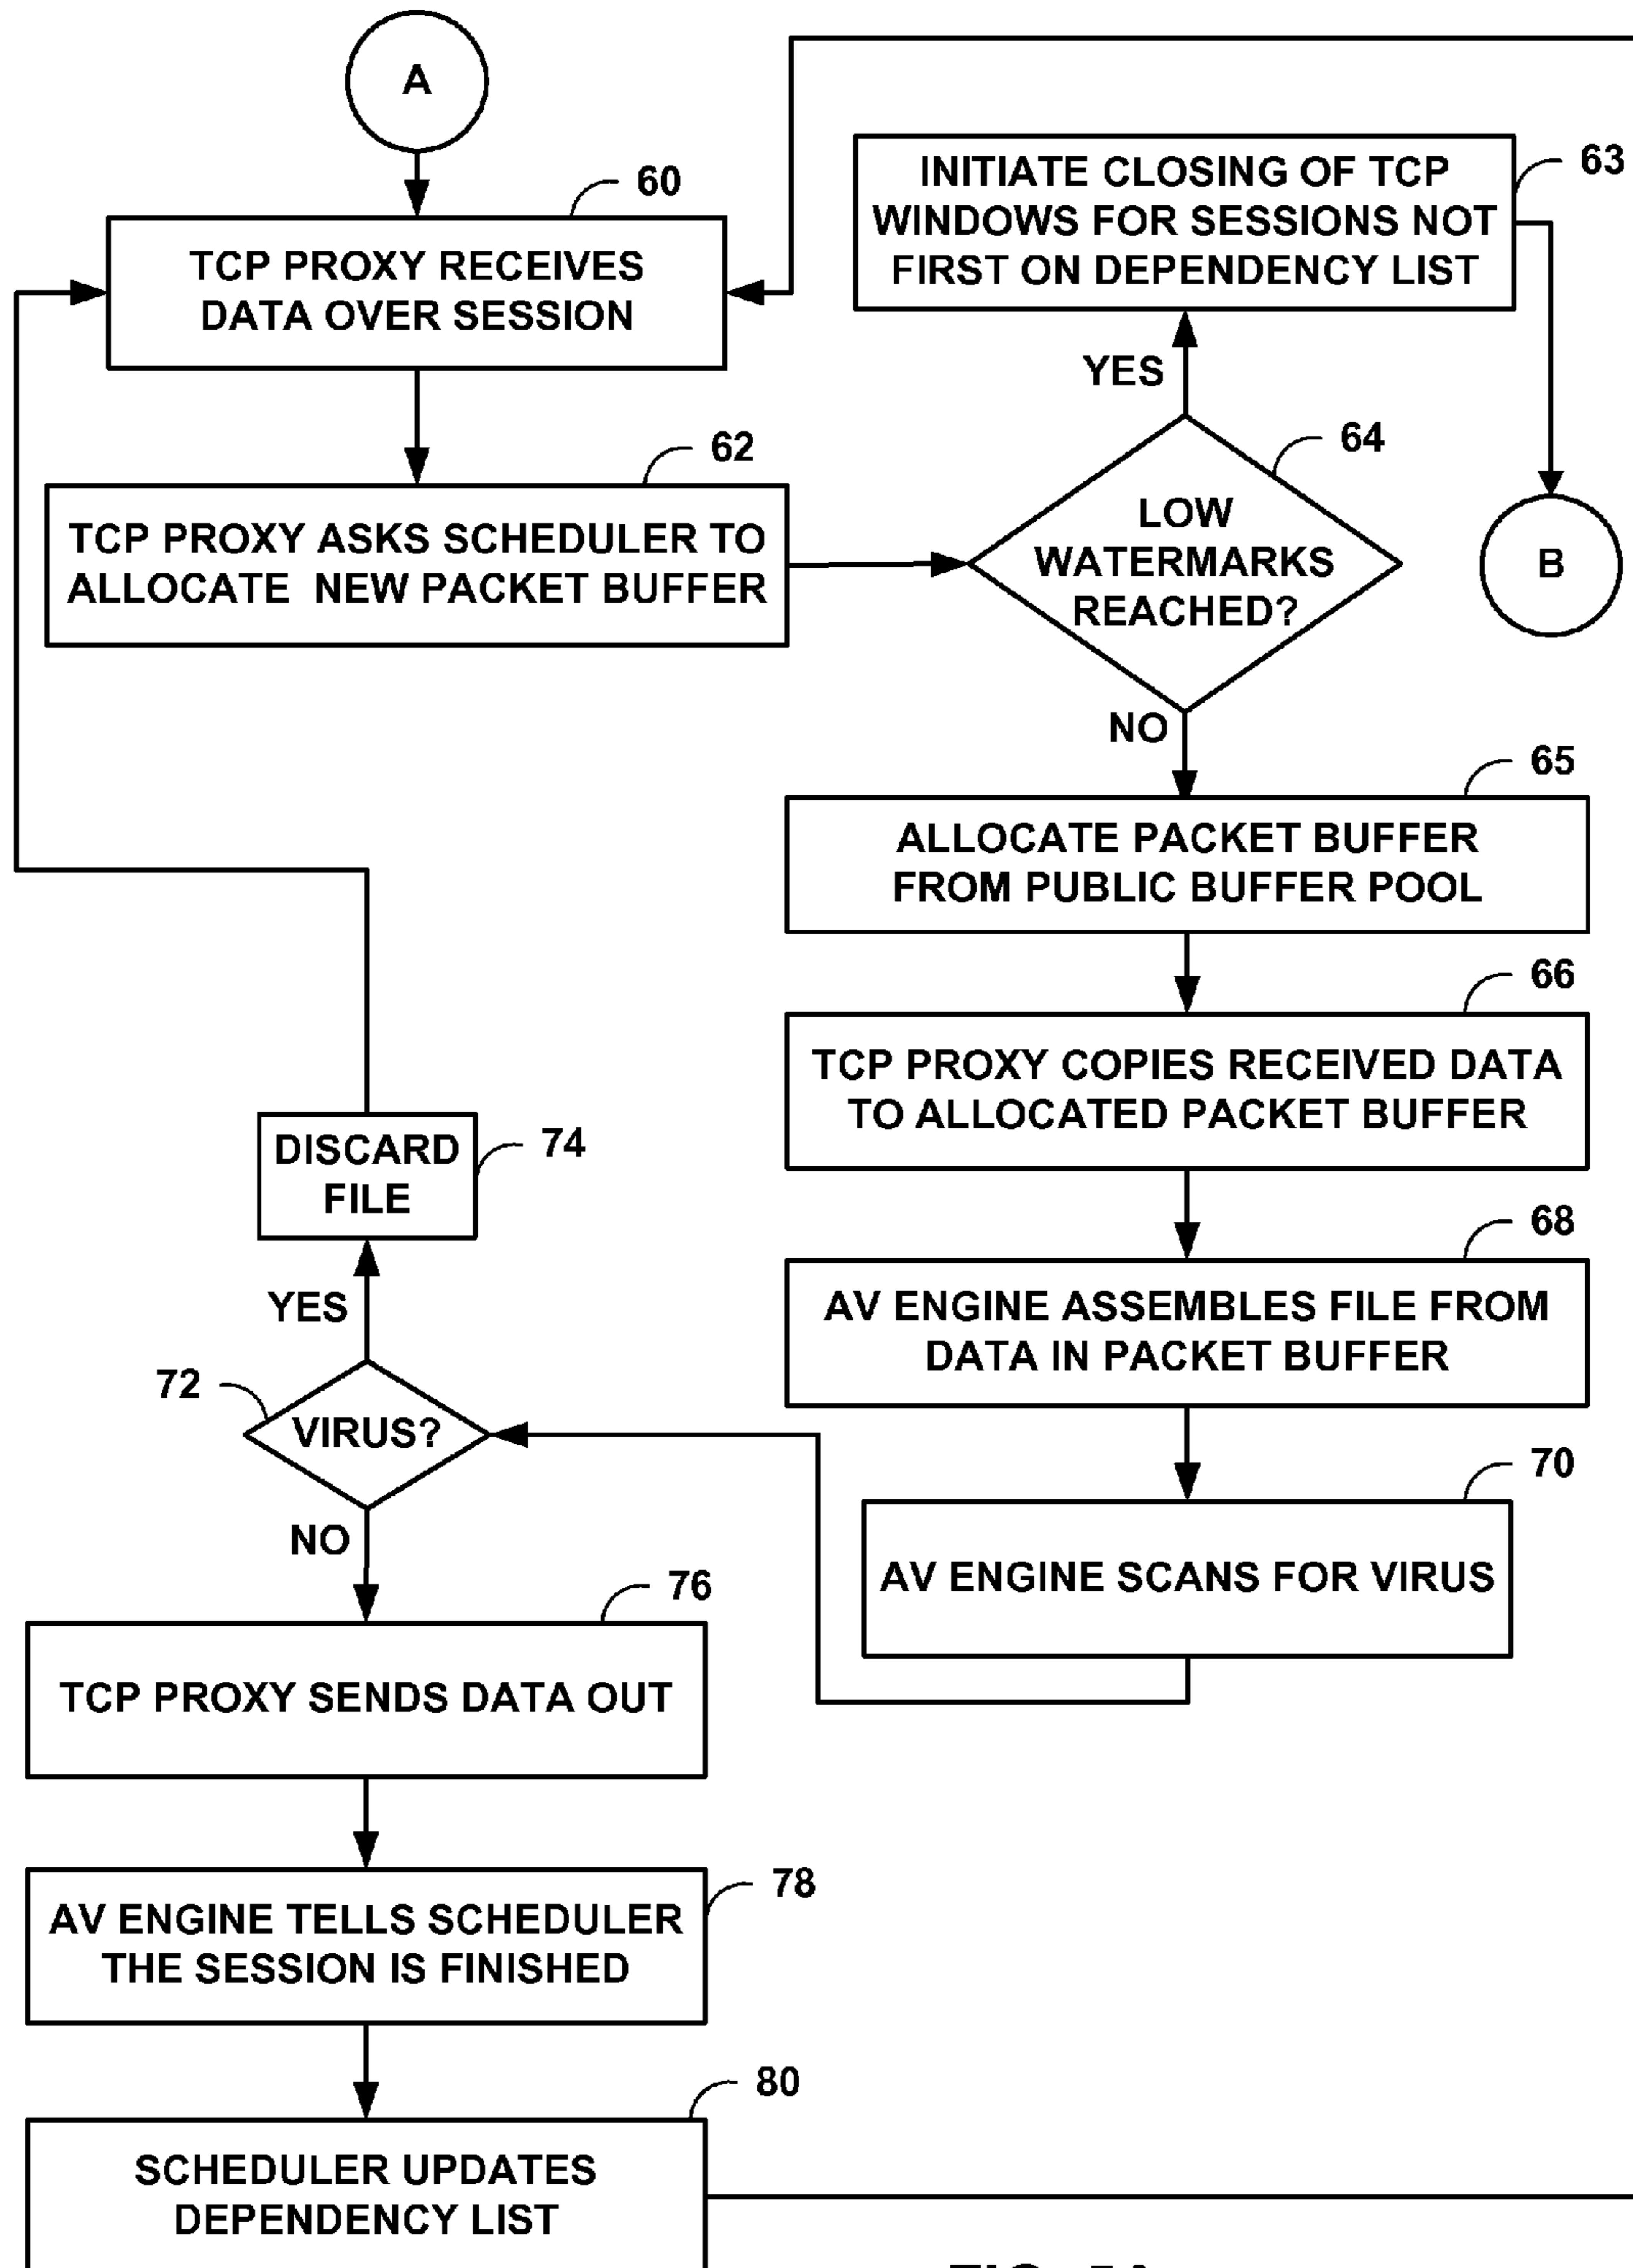 A
60
TCP PROXY RECEIVES
DATA OVER SESSION
INITIATE CLOSING OF TCP
WINDOWS FOR SESSIONS NOT
FIRST ON DEPENDENCY LIST
63
YES
62
TCP PROXY ASKS SCHEDULER TO
ALLOCATE NEW PACKET BUFFER
64
LOW
WATERMARKS
REACHED?
B
NO
65
ALLOCATE PACKET BUFFER
FROM PUBLIC BUFFER POOL
66
TCP PROXY COPIES RECEIVED DATA
TO ALLOCATED PACKET BUFFER
68
AV ENGINE ASSEMBLES FILE FROM
DATA IN PACKET BUFFER
70
AV ENGINE SCANS FOR VIRUS
72
VIRUS?
YES
DISCARD
FILE
74
NO
76
TCP PROXY SENDS DATA OUT
78
AV ENGINE TELLS SCHEDULER
THE SESSION IS FINISHED
80
SCHEDULER UPDATES
DEPENDENCY LIST